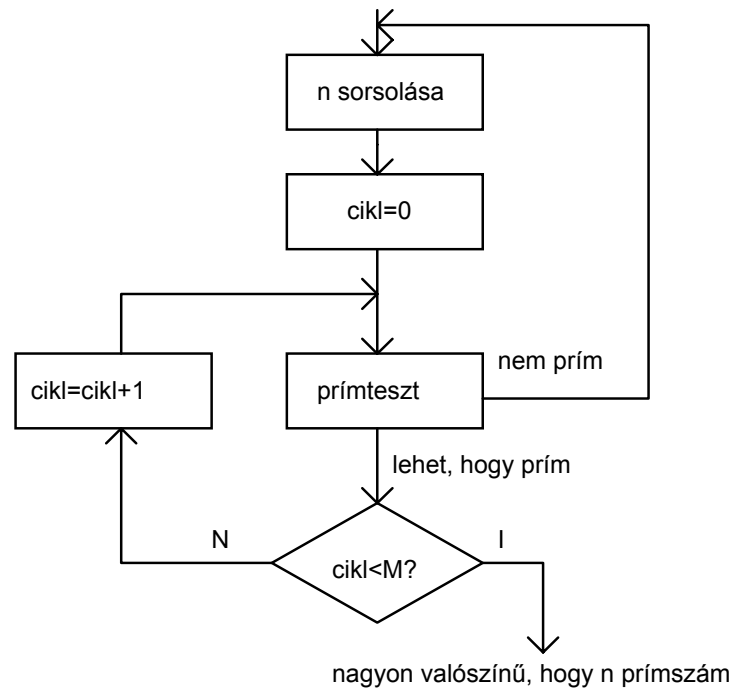 n sorsolása
cikl=0
cikl=cikl+1
prímteszt
nem prím
lehet, hogy prím
N
cikl<M?
I
nagyon valószínű, hogy n prímszám